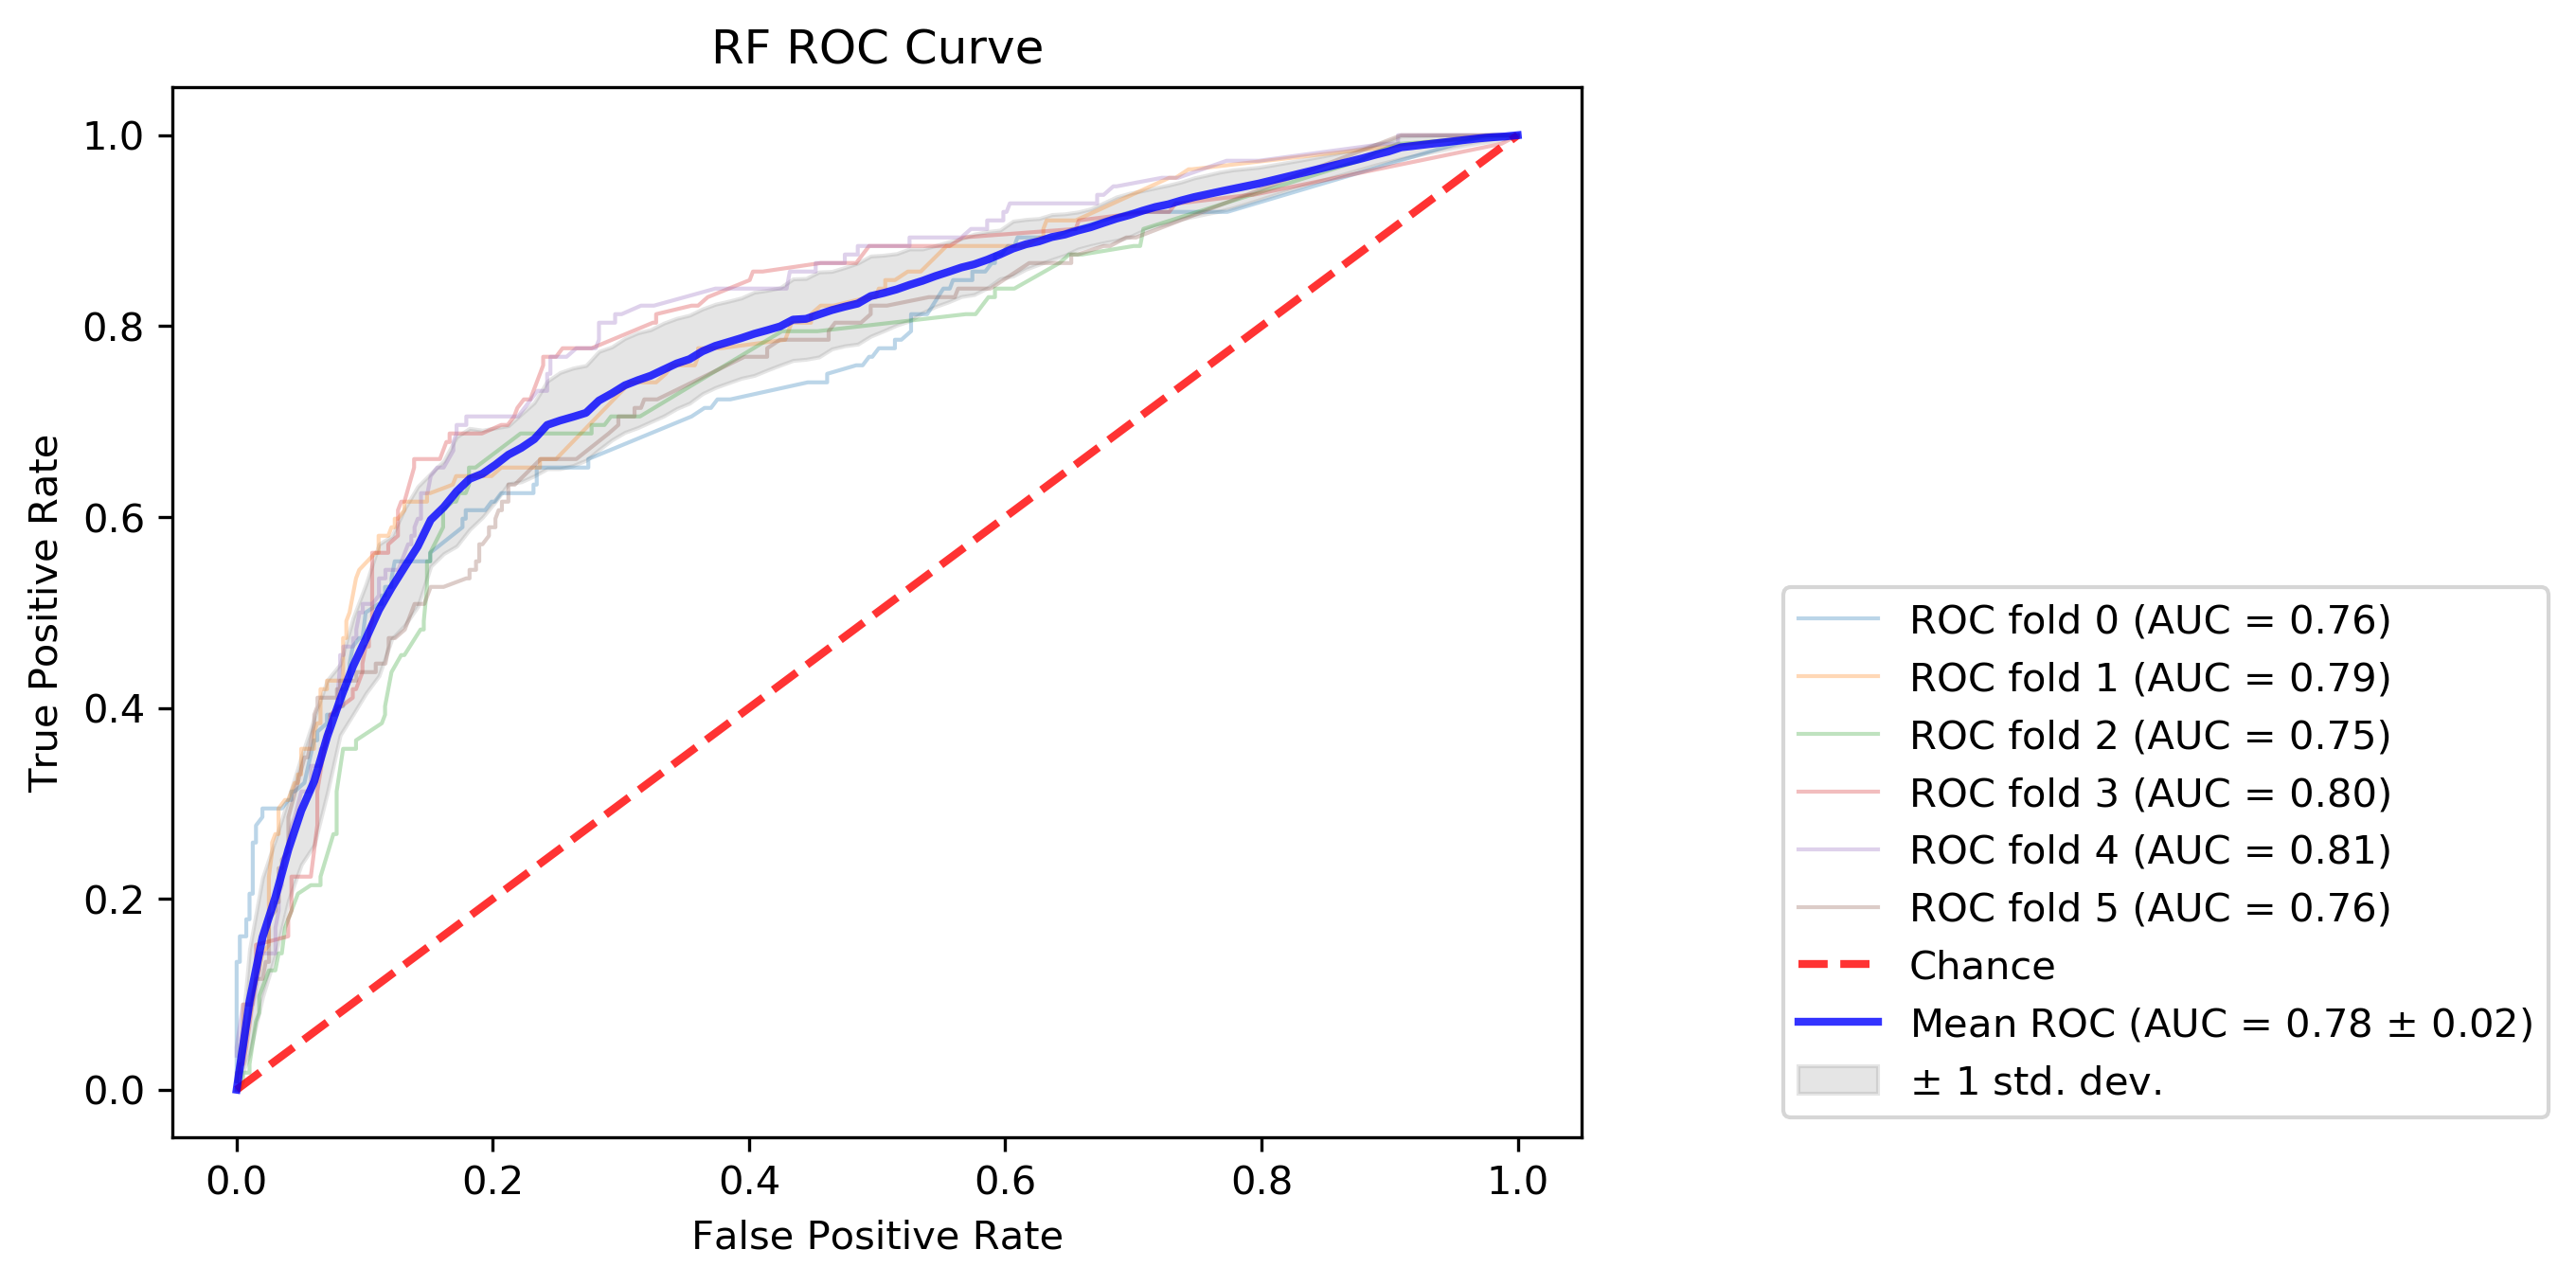 RF ROC Curve
True Positive Rate
1.0
0.8
0.6
0.4
0.2
0.0
0.0 0.2 0.4 0.6 0.8 1.0
False Positive Rate
ROC fold 0 (AUC = 0.76)
ROC fold 1 (AUC = 0.79)
ROC fold 2 (AUC = 0.75)
ROC fold 3 (AUC = 0.80)
ROC fold 4 (AUC = 0.81)
ROC fold 5 (AUC = 0.76)
Chance
Mean ROC (AUC = 0.78 ± 0.02)
± 1 std. dev.